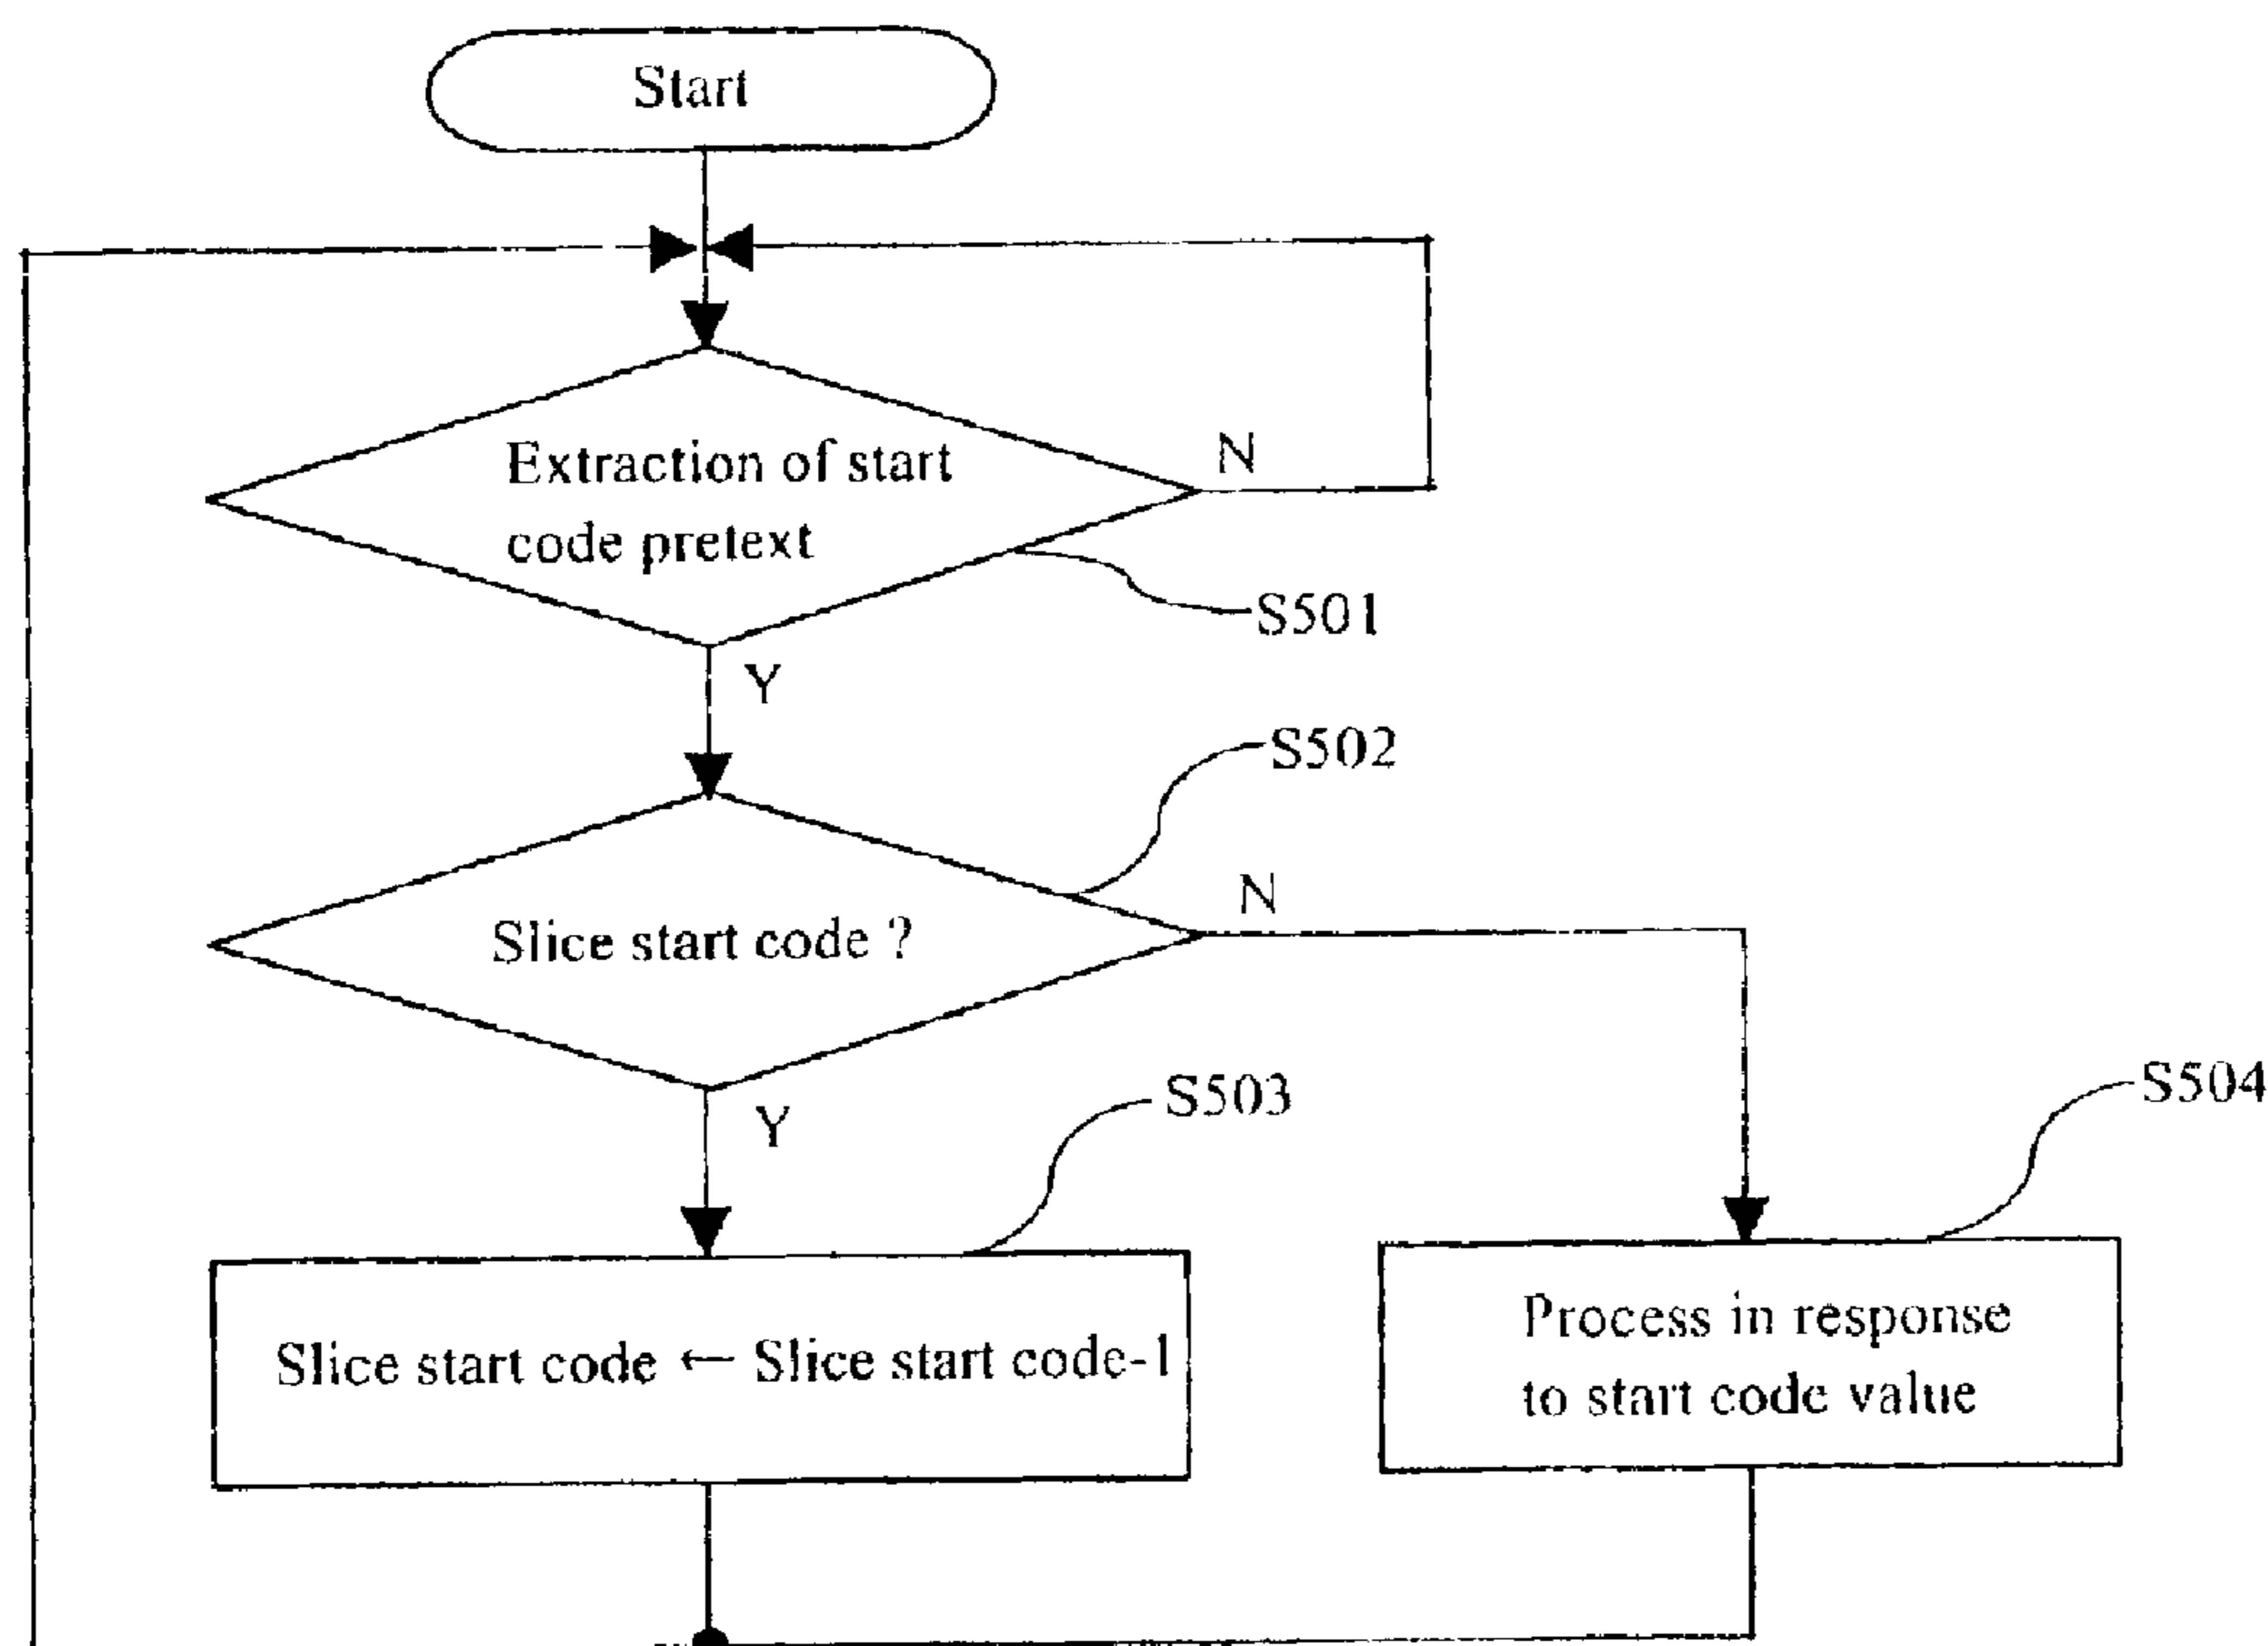 Start
Extraction of start
code pretext
N
S501
Y
S502
Slice start code ?
N
Y
S503
S504
Slice start code ← Slice start code-1
Process in response
to start code value